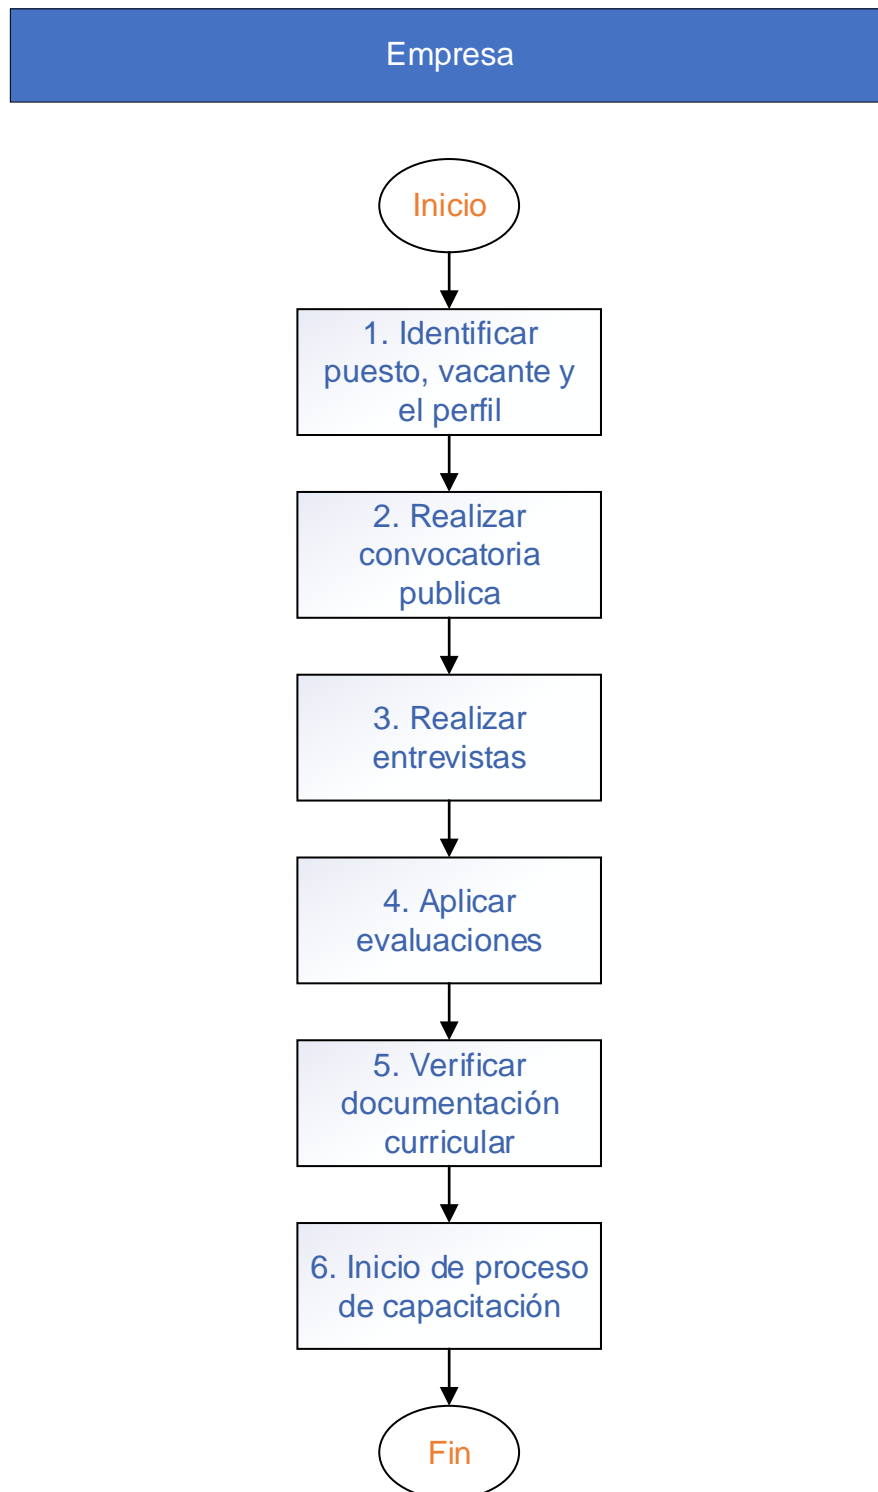 Empresa
Inicio
1. Identificar
puesto, vacante y
el perfil
2. Realizar
convocatoria
publica
3. Realizar
entrevistas
4. Aplicar
evaluaciones
5. Verificar
documentación
curricular
6. Inicio de proceso
de capacitación
Fin